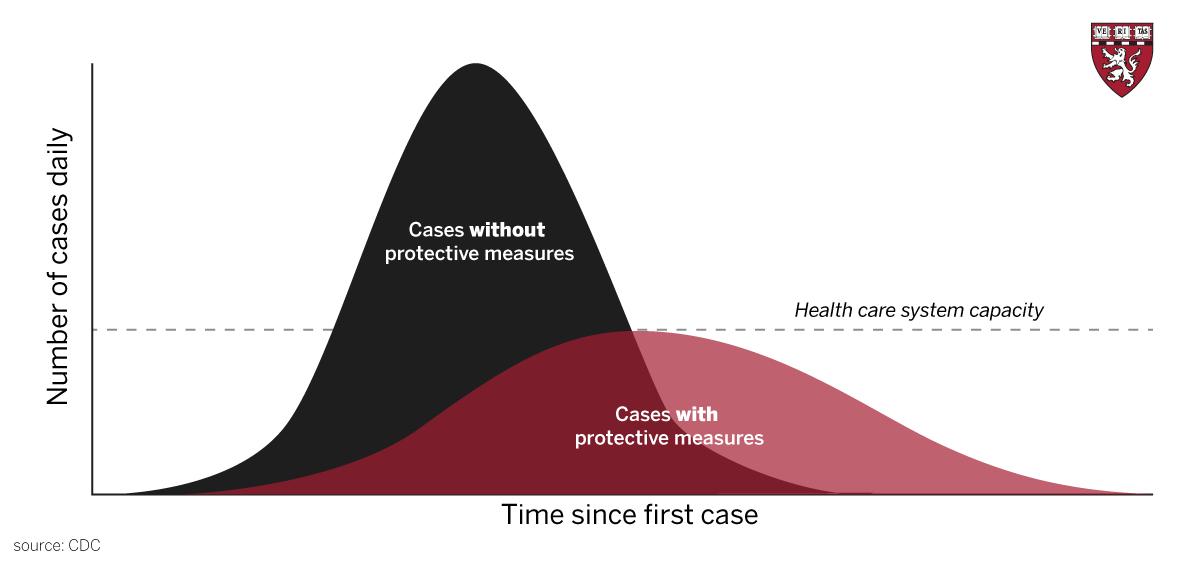 VE RI TAS
Number of cases daily
Cases without
protective measures
Health care system capacity
Cases with
protective measures
Time since first case
source: CDC